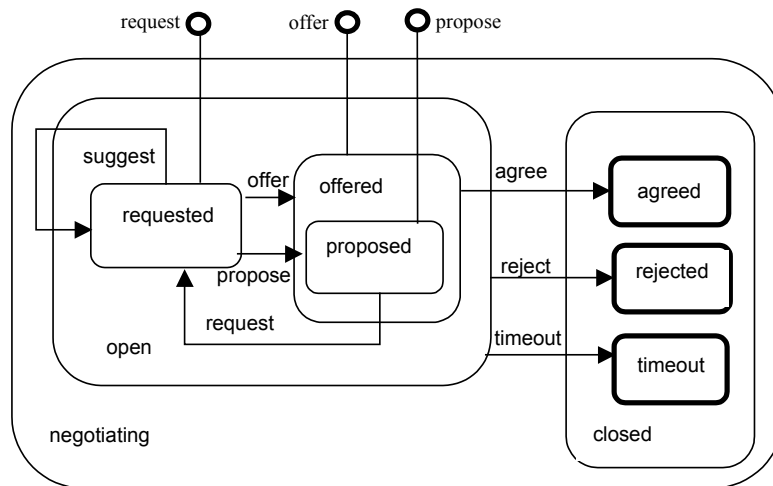 request
offer
propose
suggest
offer
offered
agree
agreed
requested
proposed
propose
reject
rejected
request
open
timeout
timeout
negotiating
closed